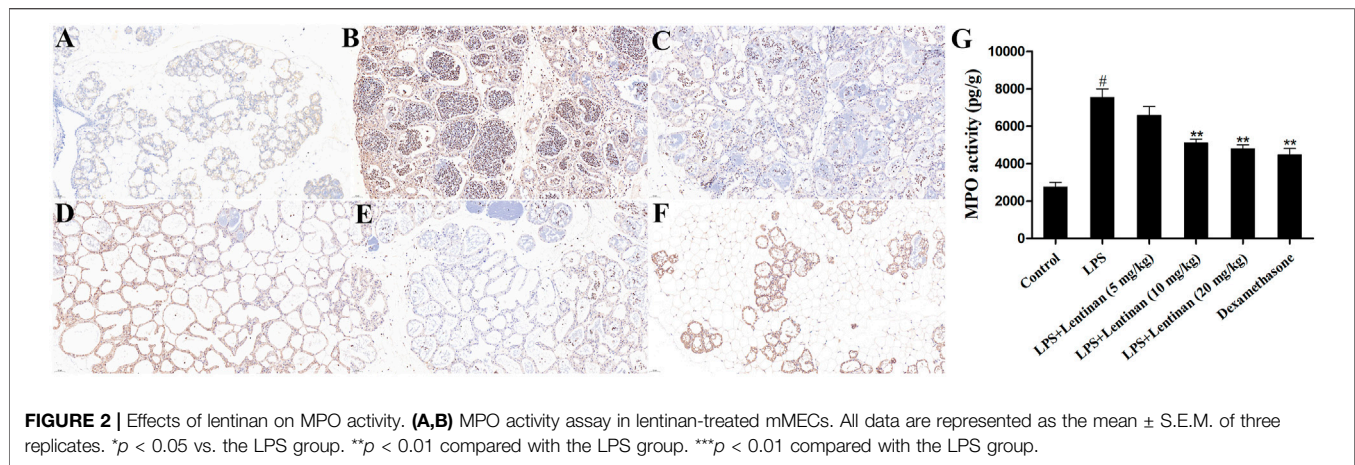 A
B
C
D
E
F
G
MPO activity (pg/g)
10000
8000
6000
4000
2000
0
#
**
**
**
Control
LPS
LPS+Lentinan (5 mg/kg)
LPS+Lentinan (10 mg/kg)
LPS+Lentinan (20 mg/kg)
Dexamethasone
FIGURE 2 | Effects of lentinan on MPO activity. (A,B) MPO activity assay in lentinan-treated mMECs. All data are represented as the mean ± S.E.M. of three
replicates. *p < 0.05 vs. the LPS group. **p < 0.01 compared with the LPS group. ***p < 0.01 compared with the LPS group.